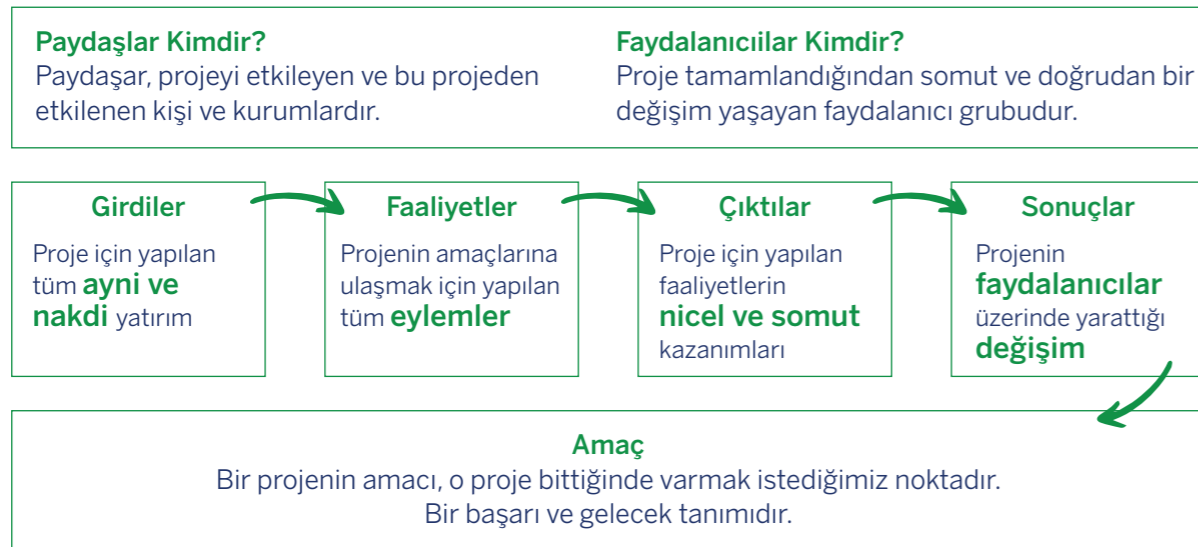 Paydaşlar Kimdir?
Paydaşar, projeyi etkileyen ve bu projeden
etkilenen kişi ve kurumlardır.
Faydalanıcıilar Kimdir?
Proje tamamlandığından somut ve doğrudan bir
değişim yaşayan faydalanıcı grubudur.
Girdiler
Proje için yapılan
tüm ayni ve
nakdi yatırım
Faaliyetler
Projenin amaçlarına
ulaşmak için yapılan
tüm eylemler
Çıktılar
Proje için yapılan
faaliyetlerin
nicel ve somut
kazanımları
Sonuçlar
Projenin
faydalanıcılar
üzerinde yarattığı
değişim
Amaç
Bir projenin amacı, o proje bittiğinde varmak istediğimiz noktadır.
Bir başarı ve gelecek tanımıdır.